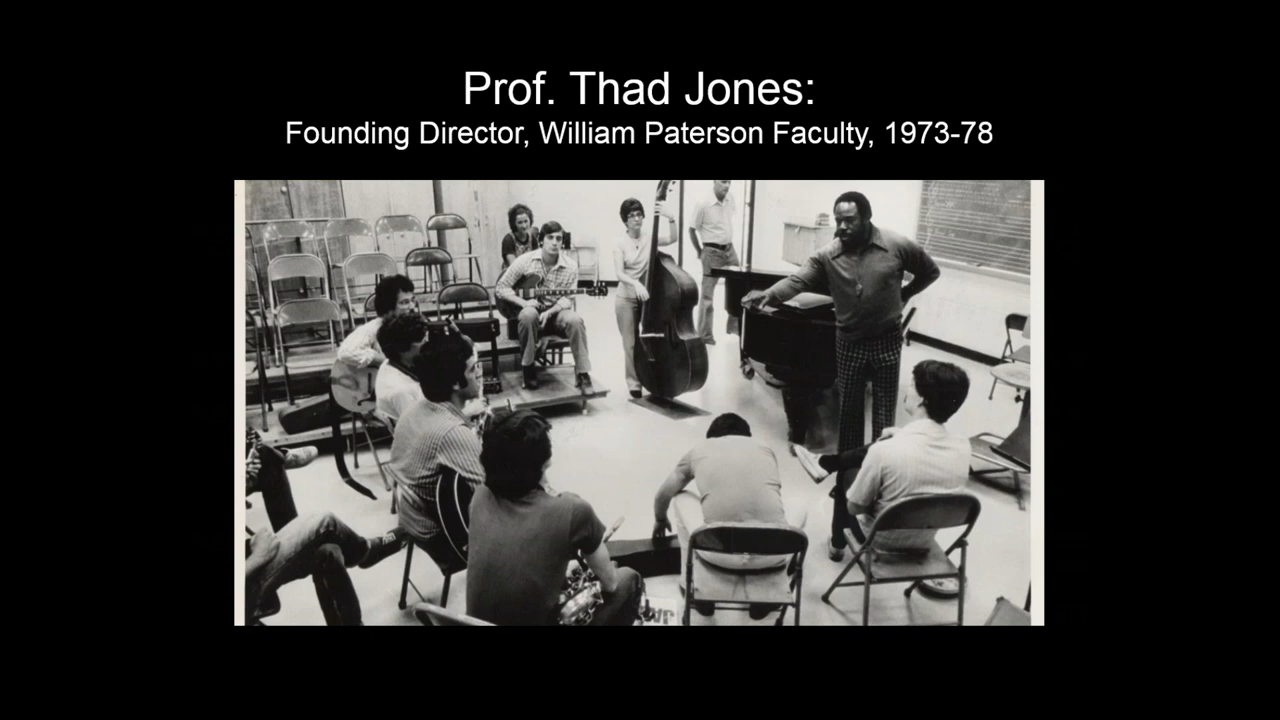 Prof. Thad Jones:
Founding Director, William Paterson Faculty, 1973-78